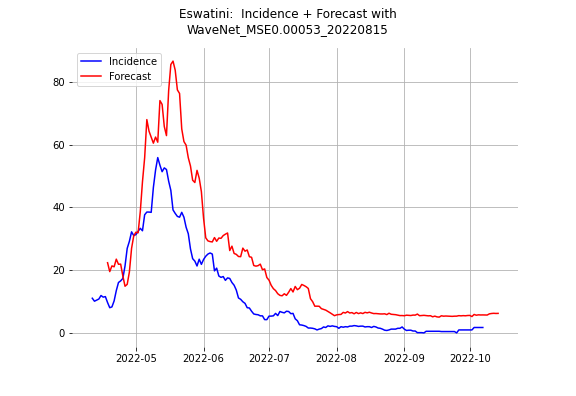 Eswatini:  Incidence + Forecast with
WaveNet_MSE0.00053_20220815
Incidence
Forecast
80
60
40
20
0
2022-05 2022-06 2022-07 2022-08 2022-09 2022-10